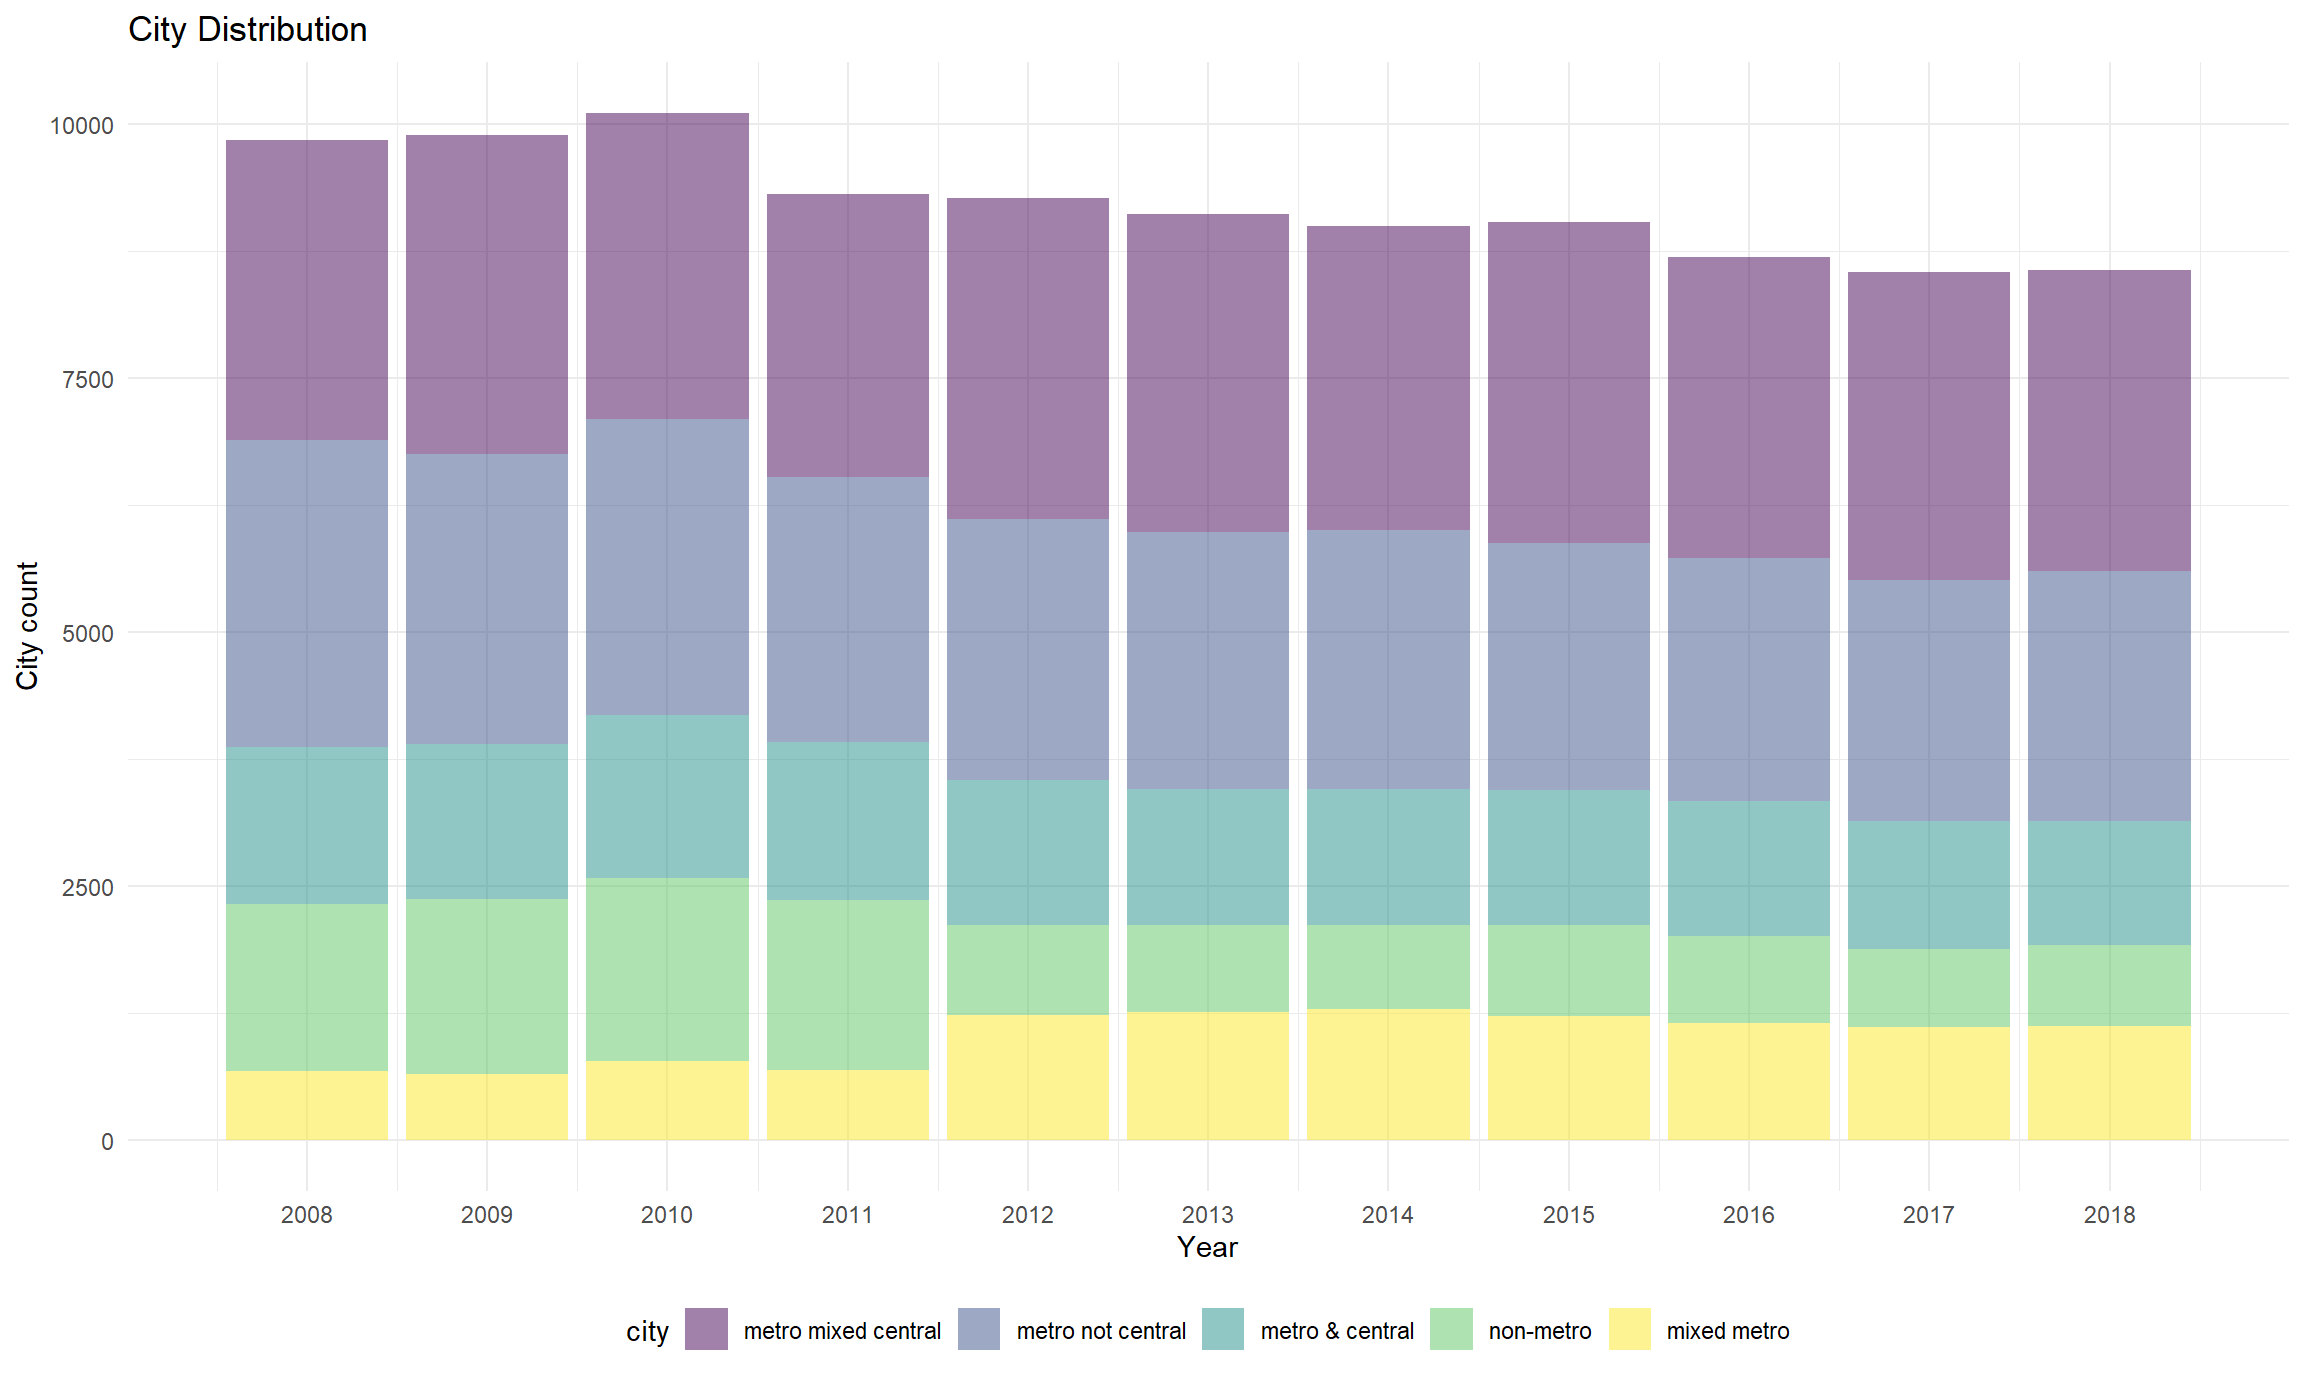 City Distribution
10000
7500
5000
2500
0
City count
2008 2009 2010 2011 2012 2013 2014 2015 2016 2017 2018
Year
city metro mixed central metro not central metro & central non-metro mixed metro